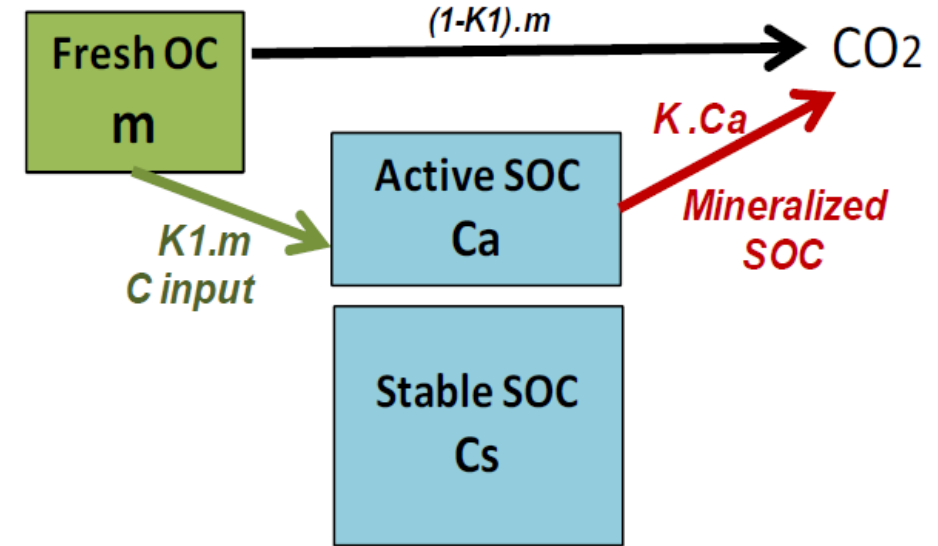 (1-K1).m
Fresh OC
m
CO2
K.Ca
Active SOC
Ca
Mineralized
SOC
K1.m
C input
Stable SOC
Cs